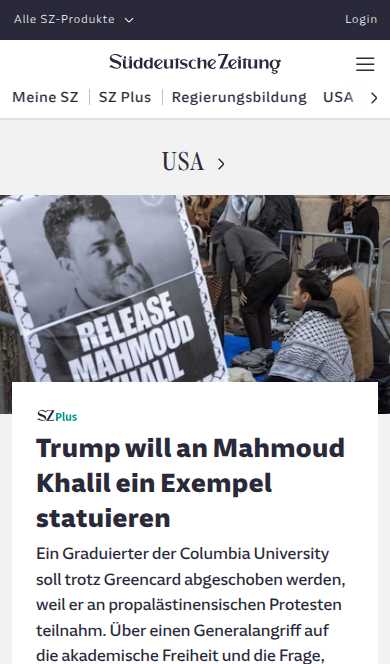 Alle SZ-Produkte
Login
Süddeutsche Zeitung
Meine SZ
SZ Plus
Regierungsbildung
USA
USA
RELEASE
MAHMOUD
KHALIL
SZ Plus
Trump will an Mahmoud
Khalil ein Exempel
statuieren
Ein Graduierter der Columbia University
soll trotz Greencard abgeschoben werden,
weil er an propalästinensischen Protesten
teilnahm. Über einen Generalangriff auf
die akademische Freiheit und die Frage,